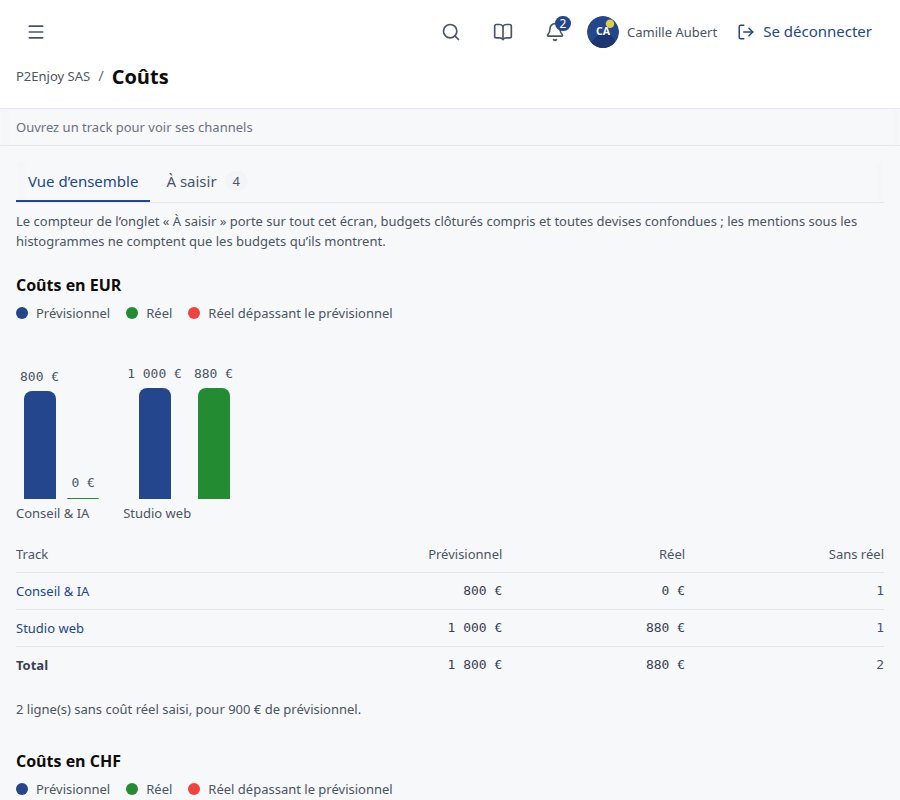 2
CA
Camille Aubert
Se déconnecter
P2Enjoy SAS / Coûts
Ouvrez un track pour voir ses channels
Vue d’ensemble
À saisir 4
Le compteur de l’onglet « À saisir » porte sur tout cet écran, budgets clôturés compris et toutes devises confondues ; les mentions sous les
histogrammes ne comptent que les budgets qu’ils montrent.
Coûts en EUR
Prévisionnel Réel Réel dépassant le prévisionnel
800 € 0 € 1 000 € 880 €
Conseil & IA Studio web
Track Prévisionnel Réel Sans réel
Conseil & IA 800 € 0 € 1
Studio web 1 000 € 880 € 1
Total 1 800 € 880 € 2
2 ligne(s) sans coût réel saisi, pour 900 € de prévisionnel.
Coûts en CHF
Prévisionnel Réel Réel dépassant le prévisionnel